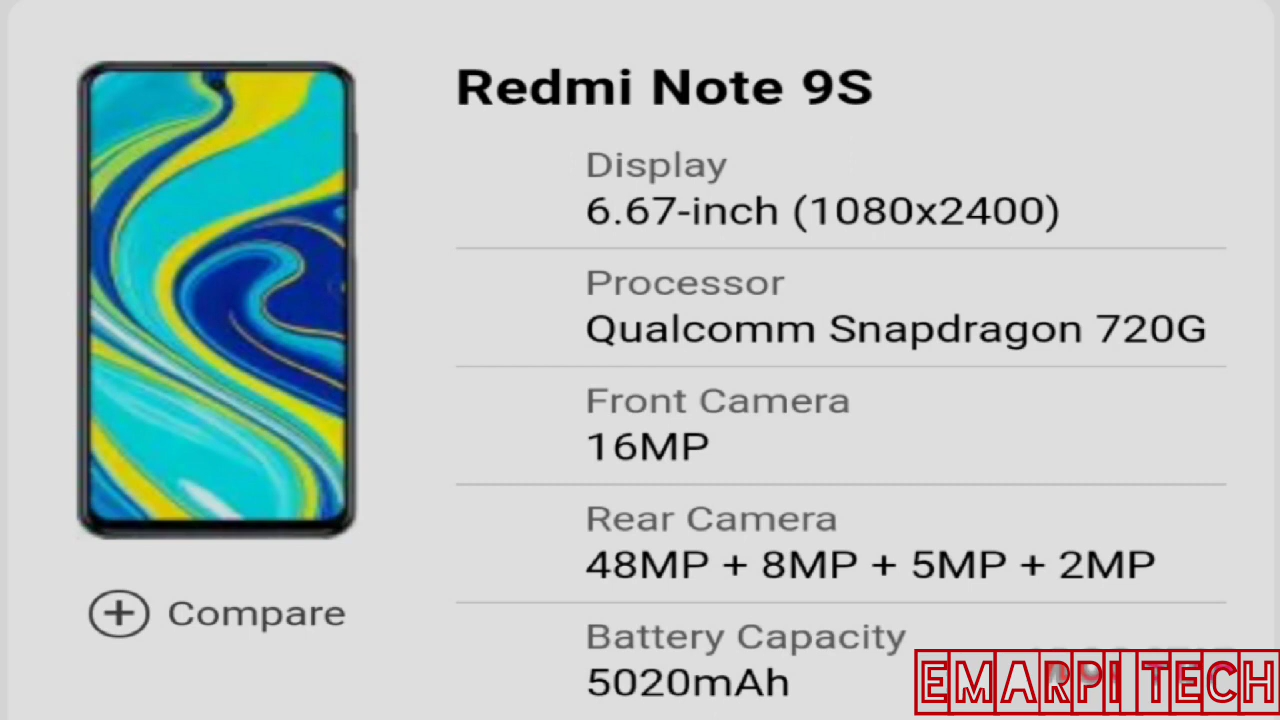 Redmi Note 9S
Display
6.67-inch (1080x2400)
Processor
Qualcomm Snapdragon 720G
Front Camera
16MP
Rear Camera
48MP + 8MP + 5MP + 2MP
Battery Capacity
5020mAh
Compare
EMARPI TECH